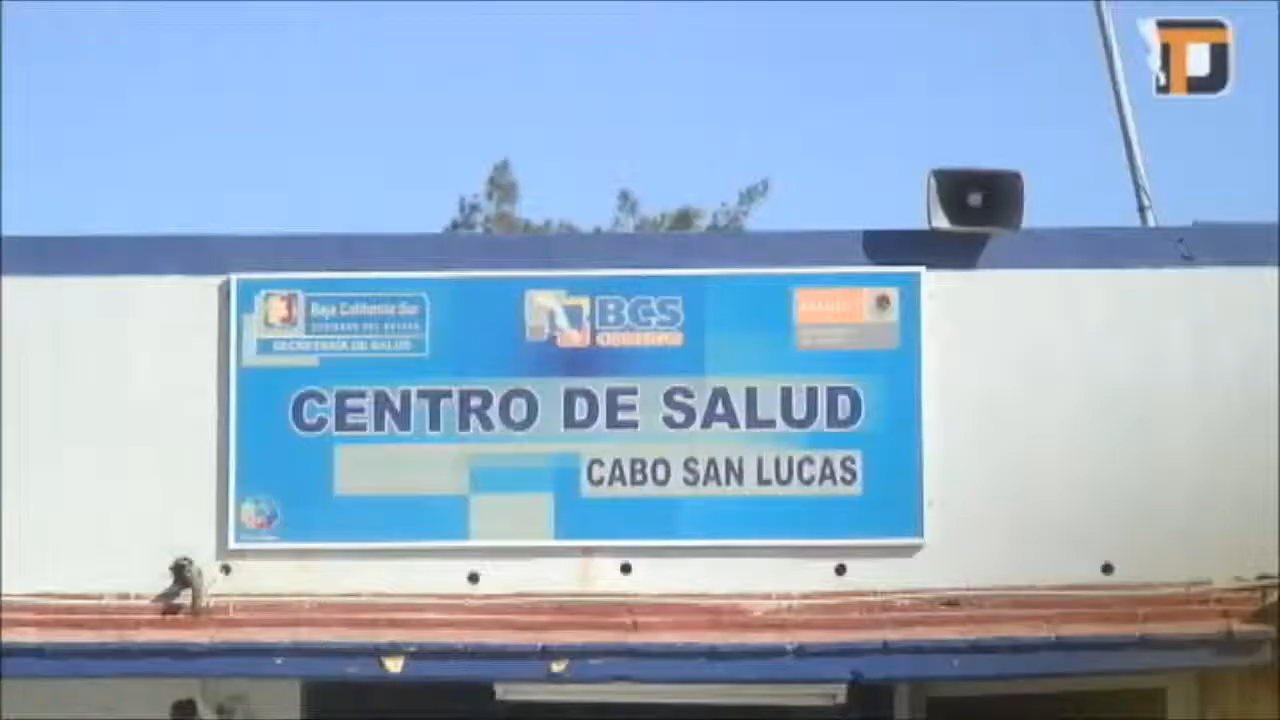 Baja California Sur
SECRETARÍA DE SALUD
BCS
CENTRO DE SALUD
CABO SAN LUCAS